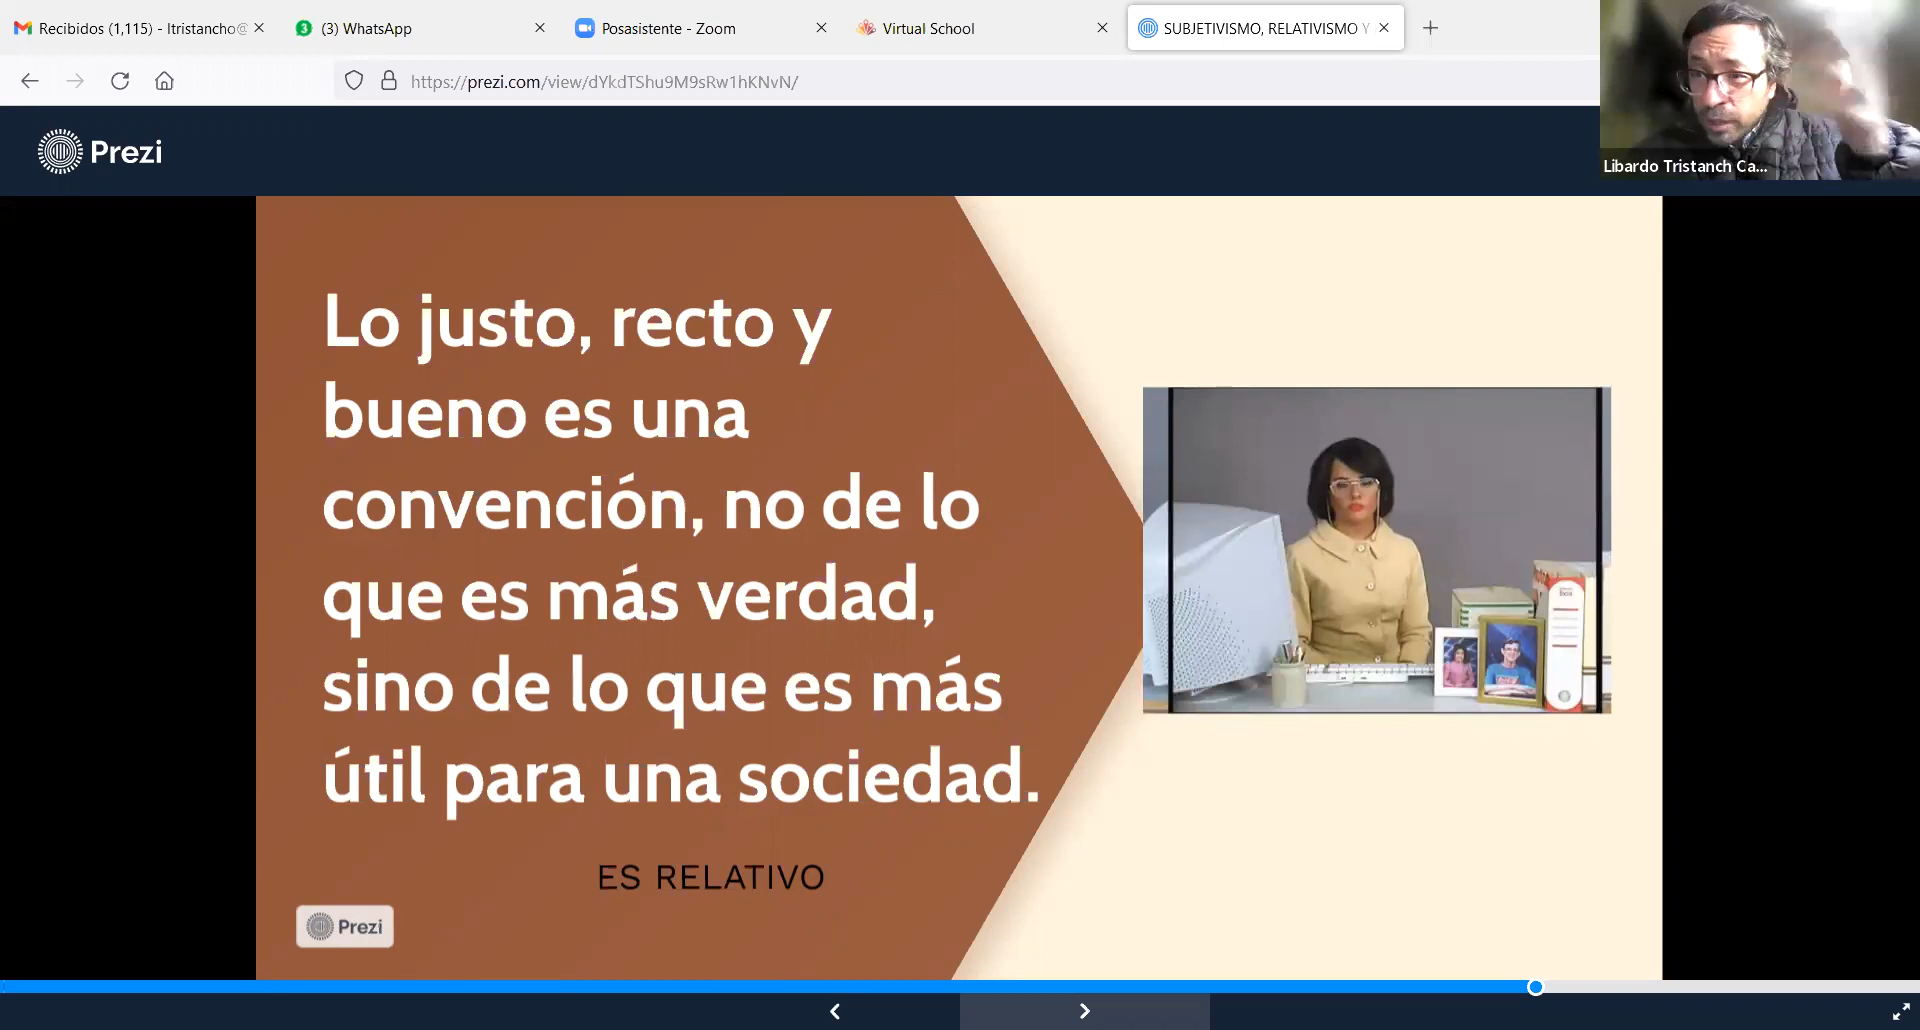 Recibidos (1,115) - ltristancho@
3
(3) WhatsApp
Posasistente - Zoom
Virtual School
SUBJETIVISMO, RELATIVISMO Y
https://prezi.com/view/dYkdTShu9M9sRw1hKNvN/
Libardo Tristanch Ca...
Prezi
Lo justo, recto y
bueno es una
convención, no de lo
que es más verdad,
sino de lo que es más
útil para una sociedad.
ES RELATIVO
Prezi